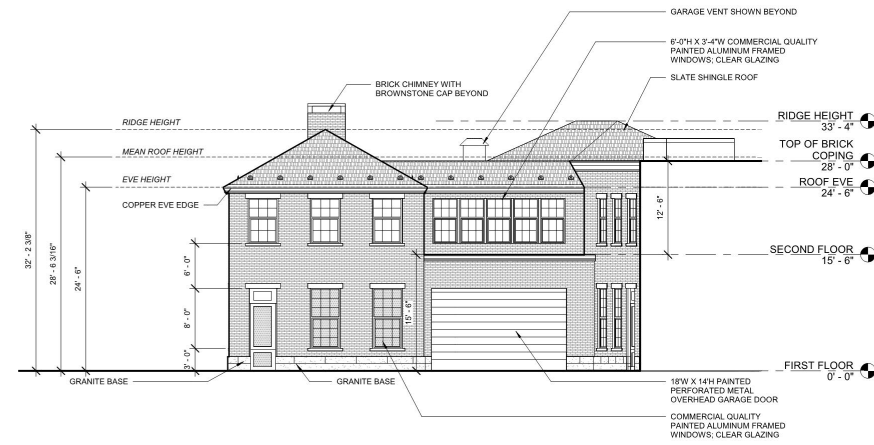 GARAGE VENT SHOWN BEYOND
6'-0"H X 3'-4"W COMMERCIAL QUALITY
PAINTED ALUMINUM FRAMED
WINDOWS; CLEAR GLAZING
SLATE SHINGLE ROOF
BRICK CHIMNEY WITH
BROWNSTONE CAP BEYOND
RIDGE HEIGHT
MEAN ROOF HEIGHT
EVE HEIGHT
COPPER EVE EDGE
RIDGE HEIGHT
33' - 4"
TOP OF BRICK
COPING
28' - 0"
ROOF EVE
24' - 6"
SECOND FLOOR
15' - 6"
FIRST FLOOR
0' - 0"
32' - 2 3/8"
28' - 6 3/16"
24' - 6"
6' - 0"
8' - 0"
3' - 0"
15' - 6"
12' - 6"
GRANITE BASE
GRANITE BASE
18'W X 14'H PAINTED
PERFORATED METAL
OVERHEAD GARAGE DOOR
COMMERCIAL QUALITY
PAINTED ALUMINUM FRAMED
WINDOWS; CLEAR GLAZING